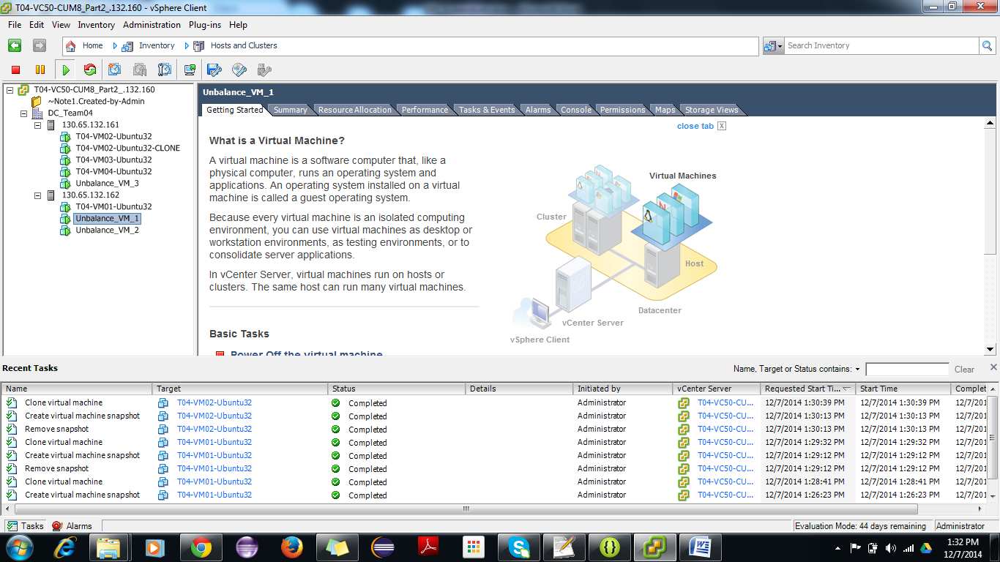 T04-VC50-CUM8_Part2_.132.160 - vSphere Client
File Edit View Inventory Administration Plug-ins Help
Home Inventory Hosts and Clusters Search Inventory
T04-VC50-CUM8_Part2_.132.160
~Note1.Created-by-Admin
DC_Team04
130.65.132.161
T04-VM02-Ubuntu32
T04-VM02-Ubuntu32-CLONE
T04-VM03-Ubuntu32
T04-VM04-Ubuntu32
Unbalance_VM_3
130.65.132.162
T04-VM01-Ubuntu32
Unbalance_VM_1
Unbalance_VM_2
Unbalance_VM_1
Getting Started Summary Resource Allocation Performance Tasks & Events Alarms Console Permissions Maps Storage Views
close tab X
What is a Virtual Machine?
A virtual machine is a software computer that, like a
physical computer, runs an operating system and
applications. An operating system installed on a virtual
machine is called a guest operating system.
Because every virtual machine is an isolated computing
environment, you can use virtual machines as desktop or
workstation environments, as testing environments, or to
consolidate server applications.
In vCenter Server, virtual machines run on hosts or
clusters. The same host can run many virtual machines.
Basic Tasks
Power Off the virtual machine
Virtual Machines
Cluster
Host
Datacenter
vCenter Server
vSphere Client
Recent Tasks Name, Target or Status contains: Clear
Name Target Status Details Initiated by vCenter Server Requested Start Ti... Start Time Complet
Clone virtual machine T04-VM02-Ubuntu32 Completed Administrator T04-VC50-CU... 12/7/2014 1:30:39 PM 12/7/2014 1:30:39 PM 12/7/201
Create virtual machine snapshot T04-VM02-Ubuntu32 Completed Administrator T04-VC50-CU... 12/7/2014 1:30:13 PM 12/7/2014 1:30:13 PM 12/7/201
Remove snapshot T04-VM02-Ubuntu32 Completed Administrator T04-VC50-CU... 12/7/2014 1:30:13 PM 12/7/2014 1:30:13 PM 12/7/201
Clone virtual machine T04-VM01-Ubuntu32 Completed Administrator T04-VC50-CU... 12/7/2014 1:29:32 PM 12/7/2014 1:29:32 PM 12/7/201
Create virtual machine snapshot T04-VM01-Ubuntu32 Completed Administrator T04-VC50-CU... 12/7/2014 1:29:12 PM 12/7/2014 1:29:12 PM 12/7/201
Remove snapshot T04-VM01-Ubuntu32 Completed Administrator T04-VC50-CU... 12/7/2014 1:29:12 PM 12/7/2014 1:29:12 PM 12/7/201
Clone virtual machine T04-VM01-Ubuntu32 Completed Administrator T04-VC50-CU... 12/7/2014 1:28:41 PM 12/7/2014 1:28:41 PM 12/7/201
Create virtual machine snapshot T04-VM01-Ubuntu32 Completed Administrator T04-VC50-CU... 12/7/2014 1:26:23 PM 12/7/2014 1:26:23 PM 12/7/201
Tasks Alarms Evaluation Mode: 44 days remaining Administrator
1:32 PM
12/7/2014